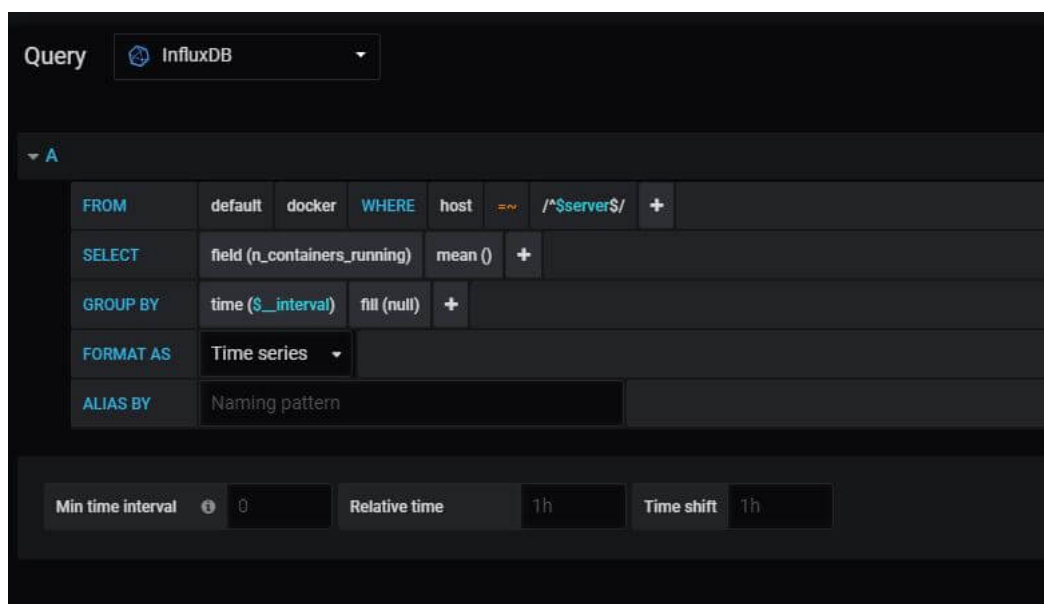 Query InfluxDB
A
FROM default docker WHERE host =~ /^$server$/ +
SELECT field (n_containers_running) mean () +
GROUP BY time ($__interval) fill (null) +
FORMAT AS Time series
ALIAS BY Naming pattern
Min time interval 0 Relative time 1h Time shift 1h